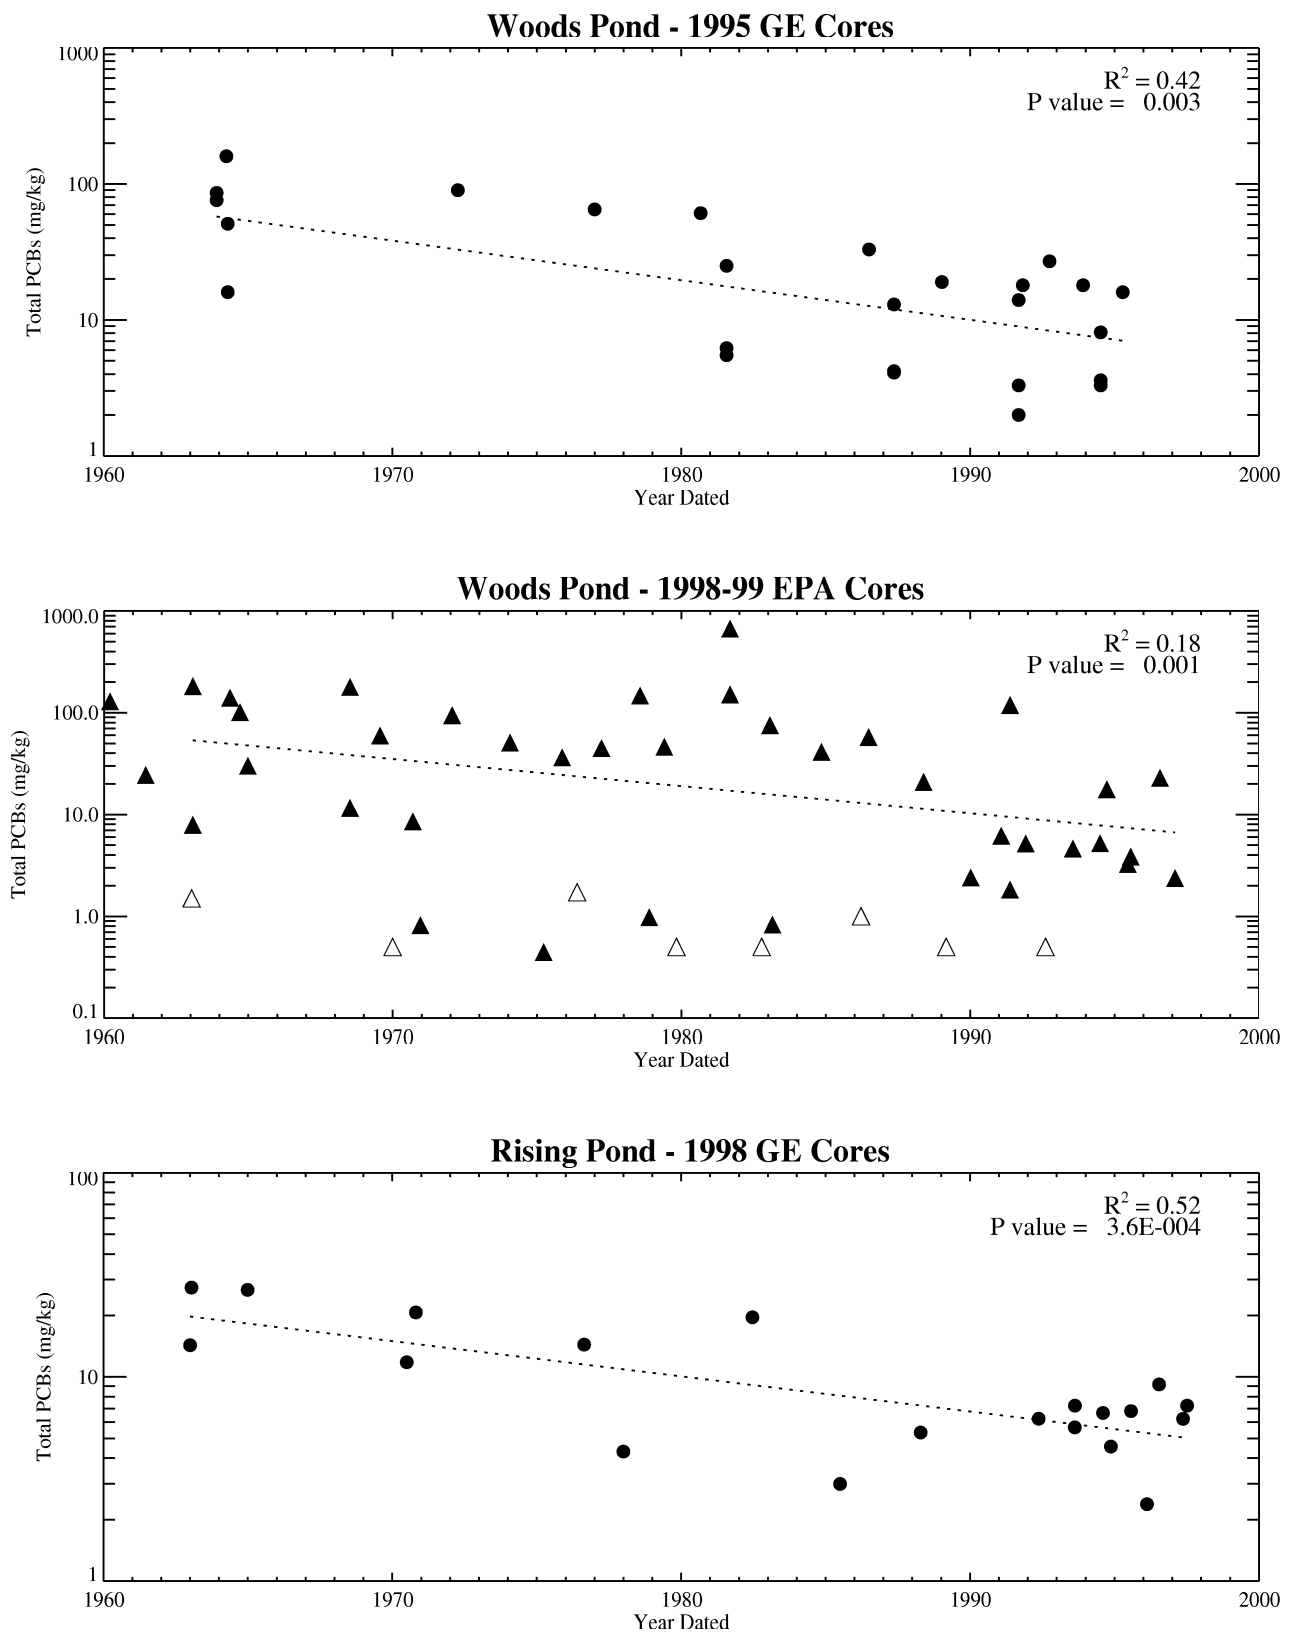 Woods Pond - 1995 GE Cores
R² = 0.42
P value = 0.003
1000
100
10
1
Total PCBs (mg/kg)
1960 1970 1980 1990 2000
Year Dated
Woods Pond - 1998-99 EPA Cores
R² = 0.18
P value = 0.001
1000.0
100.0
10.0
1.0
0.1
Total PCBs (mg/kg)
1960 1970 1980 1990 2000
Year Dated
Rising Pond - 1998 GE Cores
R² = 0.52
P value = 3.6E-004
100
10
1
Total PCBs (mg/kg)
1960 1970 1980 1990 2000
Year Dated